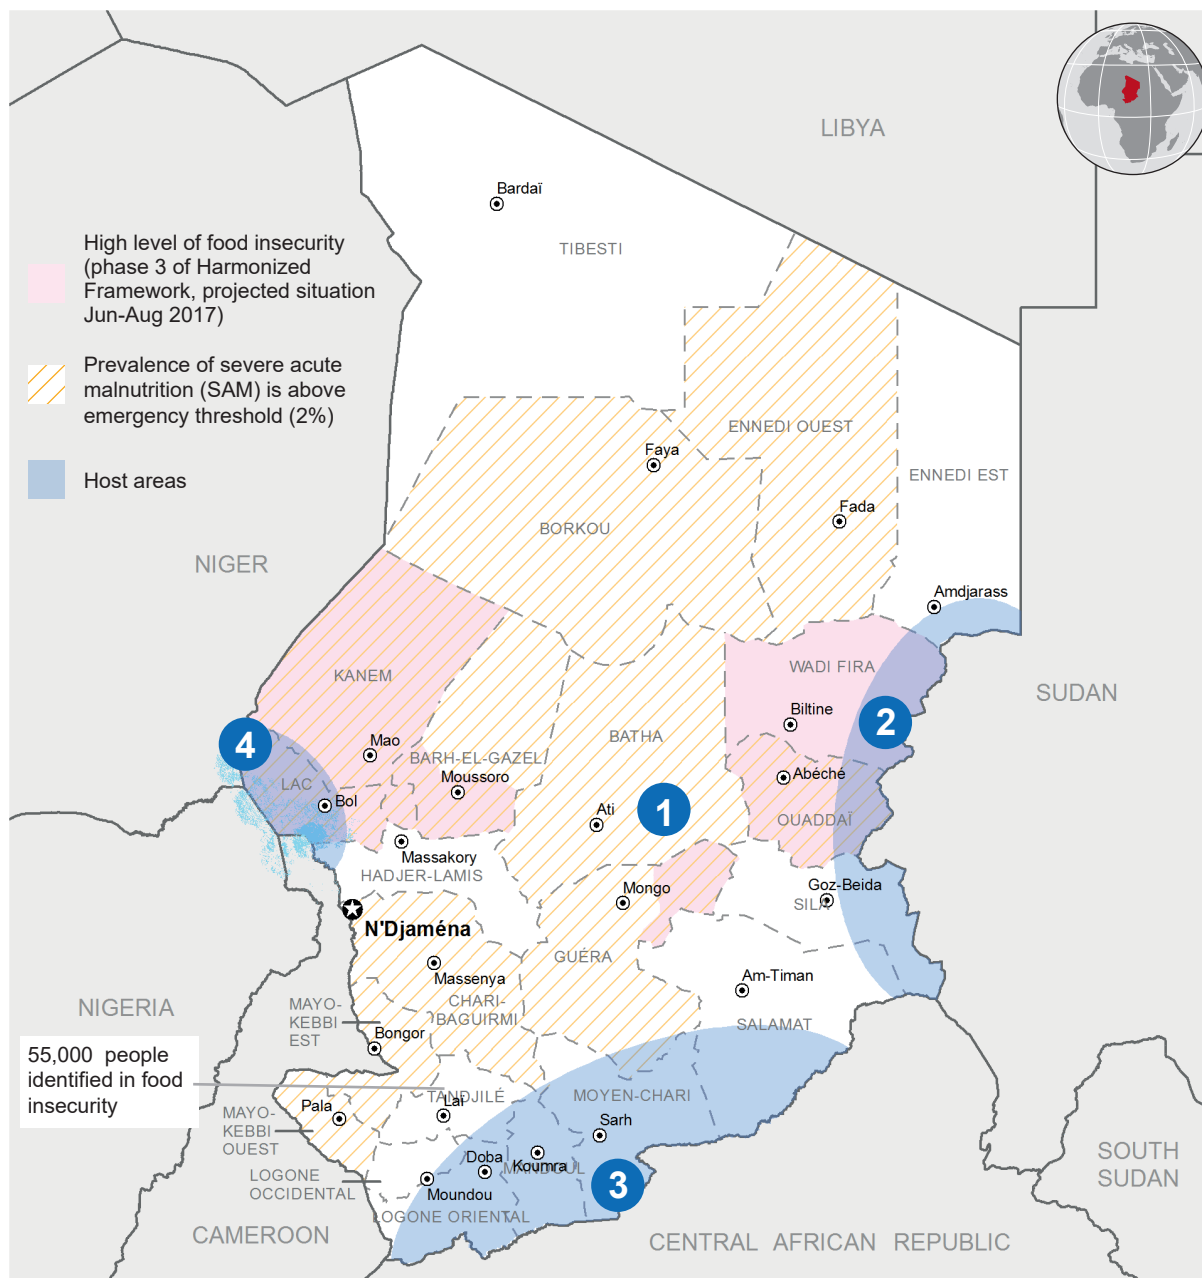 LIBYA
Bardaï
TIBESTI
High level of food insecurity
(phase 3 of Harmonized
Framework, projected situation
Jun-Aug 2017)
Prevalence of severe acute
malnutrition (SAM) is above
emergency threshold (2%)
Host areas
ENNEDI OUEST
Faya
ENNEDI EST
Fada
BORKOU
NIGER
Amdjarass
WADI FIRA
KANEM
SUDAN
Biltine
2
4
Mao
BATHA
BARH-EL-GAZEL
Moussoro
Abéché
LAC
Bol
Ati
1
OUADDAÏ
Massakory
HADJER-LAMIS
Mongo
Goz-Beida
SILA
N'Djaména
GUÉRA
Massenya
Am-Timan
NIGERIA
MAYO-
KEBBI
EST
CHARI-
BAGUIRMI
SALAMAT
Bongor
55,000 people
identified in food
insecurity
TANDJILÉ
MOYEN-CHARI
Pala
Laï
MAYO-
KEBBI
OUEST
Sarh
Doba
Koumra
MANDOUL
LOGONE
OCCIDENTAL
Moundou
3
LOGONE ORIENTAL
SOUTH
SUDAN
CAMEROON
CENTRAL AFRICAN REPUBLIC